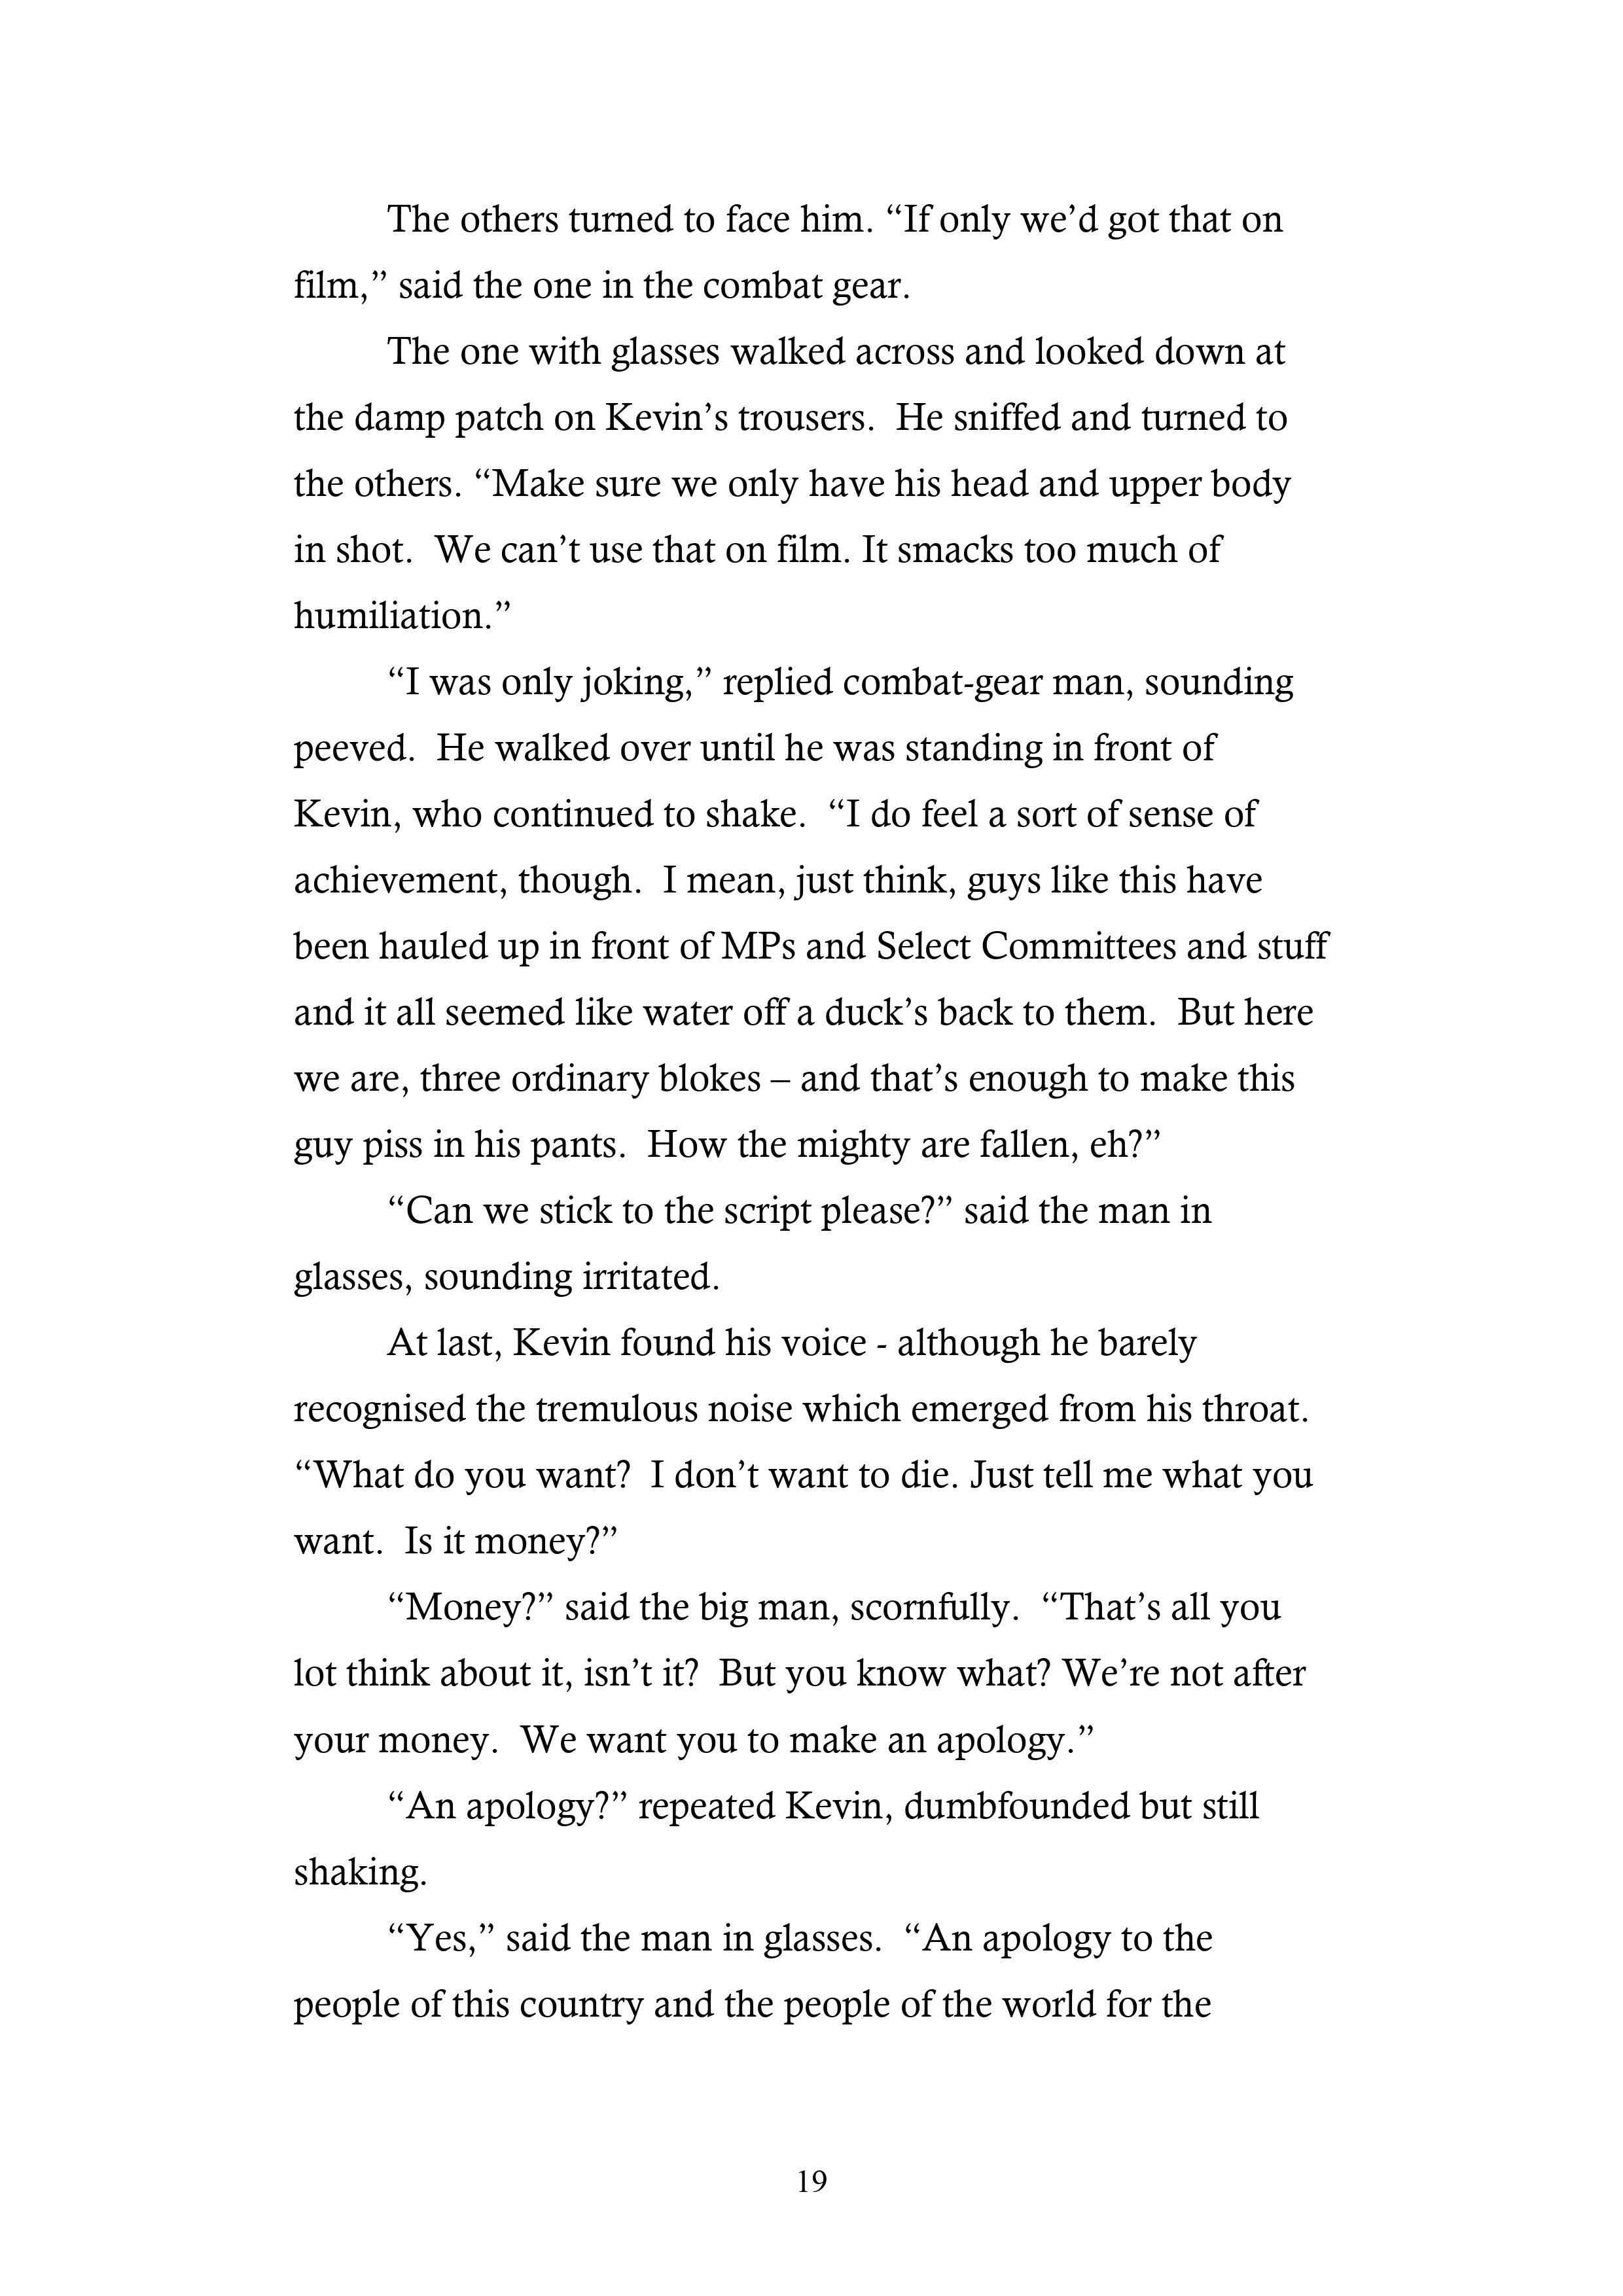 The others turned to face him. “If only we’d got that on
film,” said the one in the combat gear.
The one with glasses walked across and looked down at
the damp patch on Kevin’s trousers.  He sniffed and turned to
the others. “Make sure we only have his head and upper body
in shot.  We can’t use that on film. It smacks too much of
humiliation.”
“I was only joking,” replied combat-gear man, sounding
peeved.  He walked over until he was standing in front of
Kevin, who continued to shake.  “I do feel a sort of sense of
achievement, though.  I mean, just think, guys like this have
been hauled up in front of MPs and Select Committees and stuff
and it all seemed like water off a duck’s back to them.  But here
we are, three ordinary blokes – and that’s enough to make this
guy piss in his pants.  How the mighty are fallen, eh?”
“Can we stick to the script please?” said the man in
glasses, sounding irritated.
At last, Kevin found his voice - although he barely
recognised the tremulous noise which emerged from his throat.
“What do you want?  I don’t want to die. Just tell me what you
want.  Is it money?”
“Money?” said the big man, scornfully.  “That’s all you
lot think about it, isn’t it?  But you know what? We’re not after
your money.  We want you to make an apology.”
“An apology?” repeated Kevin, dumbfounded but still
shaking.
“Yes,” said the man in glasses.  “An apology to the
people of this country and the people of the world for the
19